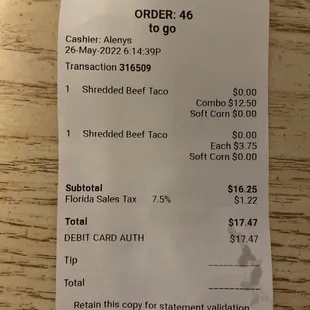 ORDER: 46
to go
Cashier: Alenys
26-May-2022 6:14:39P
Transaction 316509
1 Shredded Beef Taco $0.00
Combo $12.50
Soft Corn $0.00
1 Shredded Beef Taco $0.00
Each $3.75
Soft Corn $0.00
Subtotal $16.25
Florida Sales Tax 7.5% $1.22
Total $17.47
DEBIT CARD AUTH $17.47
Tip
Total
Retain this copy for statement validation